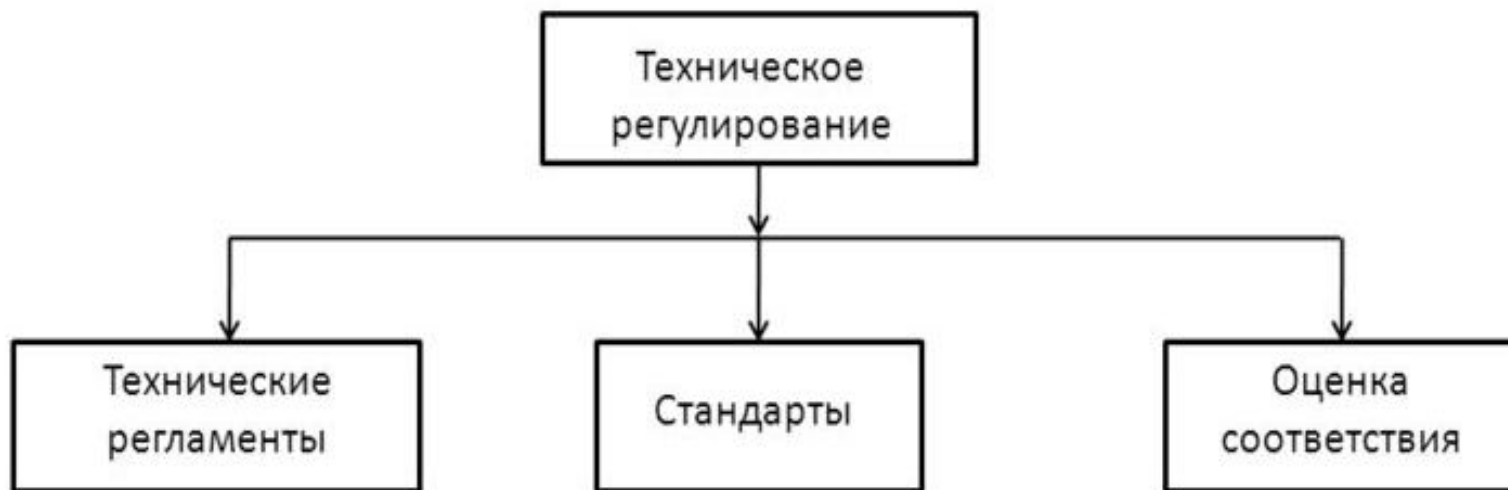 Техническое
регулирование
Технические
регламенты
Стандарты
Оценка
соответствия